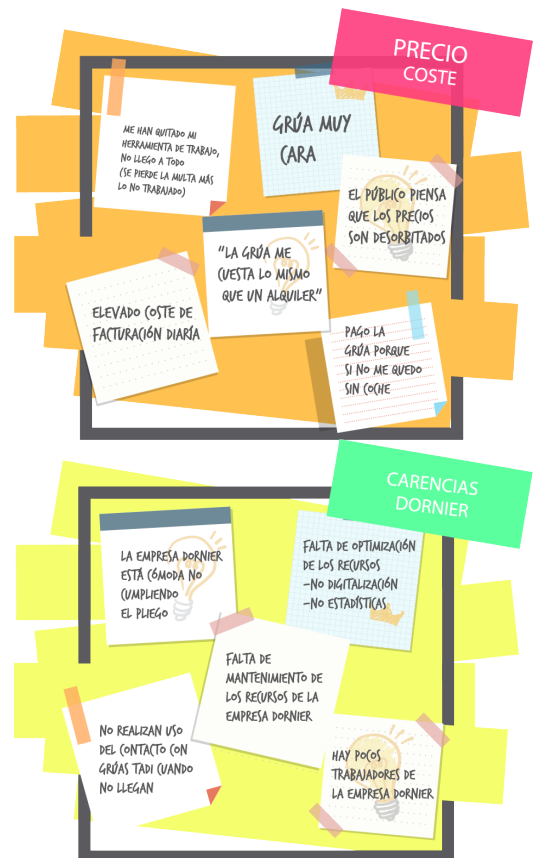 PRECIO
COSTE
ME HAN QUITADO MI
HERRAMIENTA DE TRABAJO,
NO LLEGO A TODO
(SE PIERDE LA MULTA MÁS
LO NO TRABAJADO)
GRÚA MUY
CARA
EL PÚBLICO PIENSA
QUE LOS PRECIOS
SON DESORBITADOS
"LA GRÚA ME
CUESTA LO MISMO
QUE UN ALQUILER"
ELEVADO COSTE DE
FACTURACIÓN DIARÍA
PAGO LA
GRÚA PORQUE
SI NO ME QUEDO
SIN COCHE
CARENCIAS
DORNIER
LA EMPRESA DORNIER
ESTÁ CÓMODA NO
CUMPLIENDO
EL PLIEGO
FALTA DE OPTIMIZACIÓN
DE LOS RECURSOS
-NO DIGITALIZACIÓN
-NO ESTADÍSTICAS
FALTA DE
MANTENIMIENTO DE
LOS RECURSOS DE LA
EMPRESA DORNIER
NO REALIZAN USO
DEL CONTACTO CON
GRÚAS TADI CUANDO
NO LLEGAN
HAY POCOS
TRABAJADORES DE
LA EMPRESA DORNIER